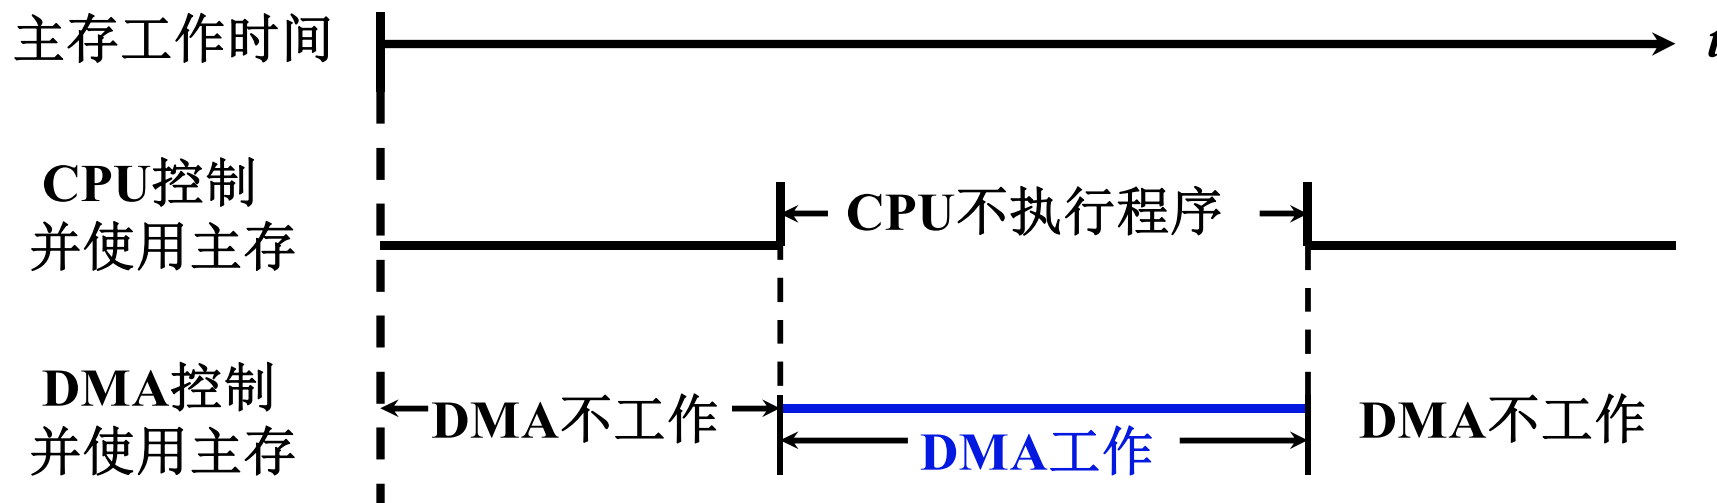 主存工作时间
t
CPU控制
并使用主存
CPU不执行程序
DMA控制
并使用主存
DMA不工作
DMA工作
DMA不工作